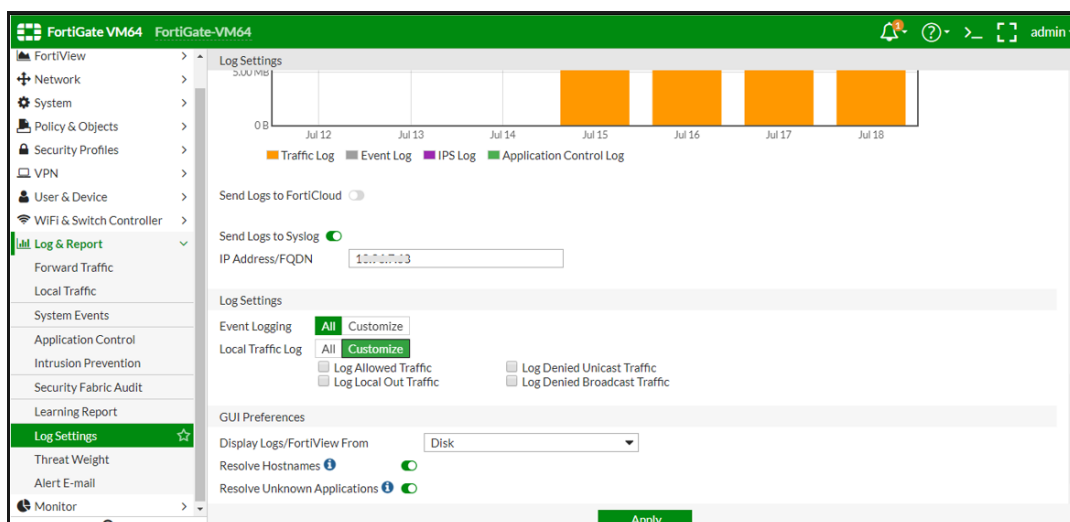 FortiGate VM64 FortiGate-VM64
1
admin
FortiView
Network
System
Policy & Objects
Security Profiles
VPN
User & Device
WiFi & Switch Controller
Log & Report
Forward Traffic
Local Traffic
System Events
Application Control
Intrusion Prevention
Security Fabric Audit
Learning Report
Log Settings
Threat Weight
Alert E-mail
Monitor
Log Settings
5.00 MB
0 B
Jul 12 Jul 13 Jul 14 Jul 15 Jul 16 Jul 17 Jul 18
Traffic Log Event Log IPS Log Application Control Log
Send Logs to FortiCloud
Send Logs to Syslog
IP Address/FQDN
Log Settings
Event Logging All Customize
Local Traffic Log All Customize
Log Allowed Traffic Log Denied Unicast Traffic
Log Local Out Traffic Log Denied Broadcast Traffic
GUI Preferences
Display Logs/FortiView From Disk
Resolve Hostnames
Resolve Unknown Applications
Apply